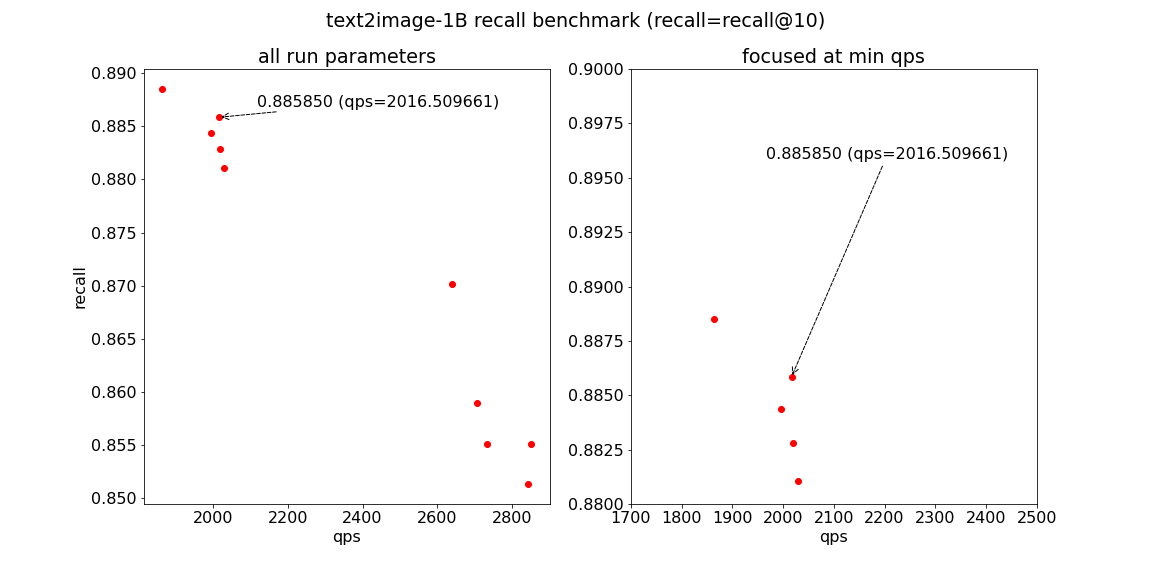 text2image-1B recall benchmark (recall=recall@10)
all run parameters
0.890
0.885
0.880
0.875
0.870
0.865
0.860
0.855
0.850
recall
0.885850 (qps=2016.509661)
2000 2200 2400 2600 2800
qps
focused at min qps
0.9000
0.8975
0.8950
0.8925
0.8900
0.8875
0.8850
0.8825
0.8800
0.885850 (qps=2016.509661)
1700 1800 1900 2000 2100 2200 2300 2400 2500
qps